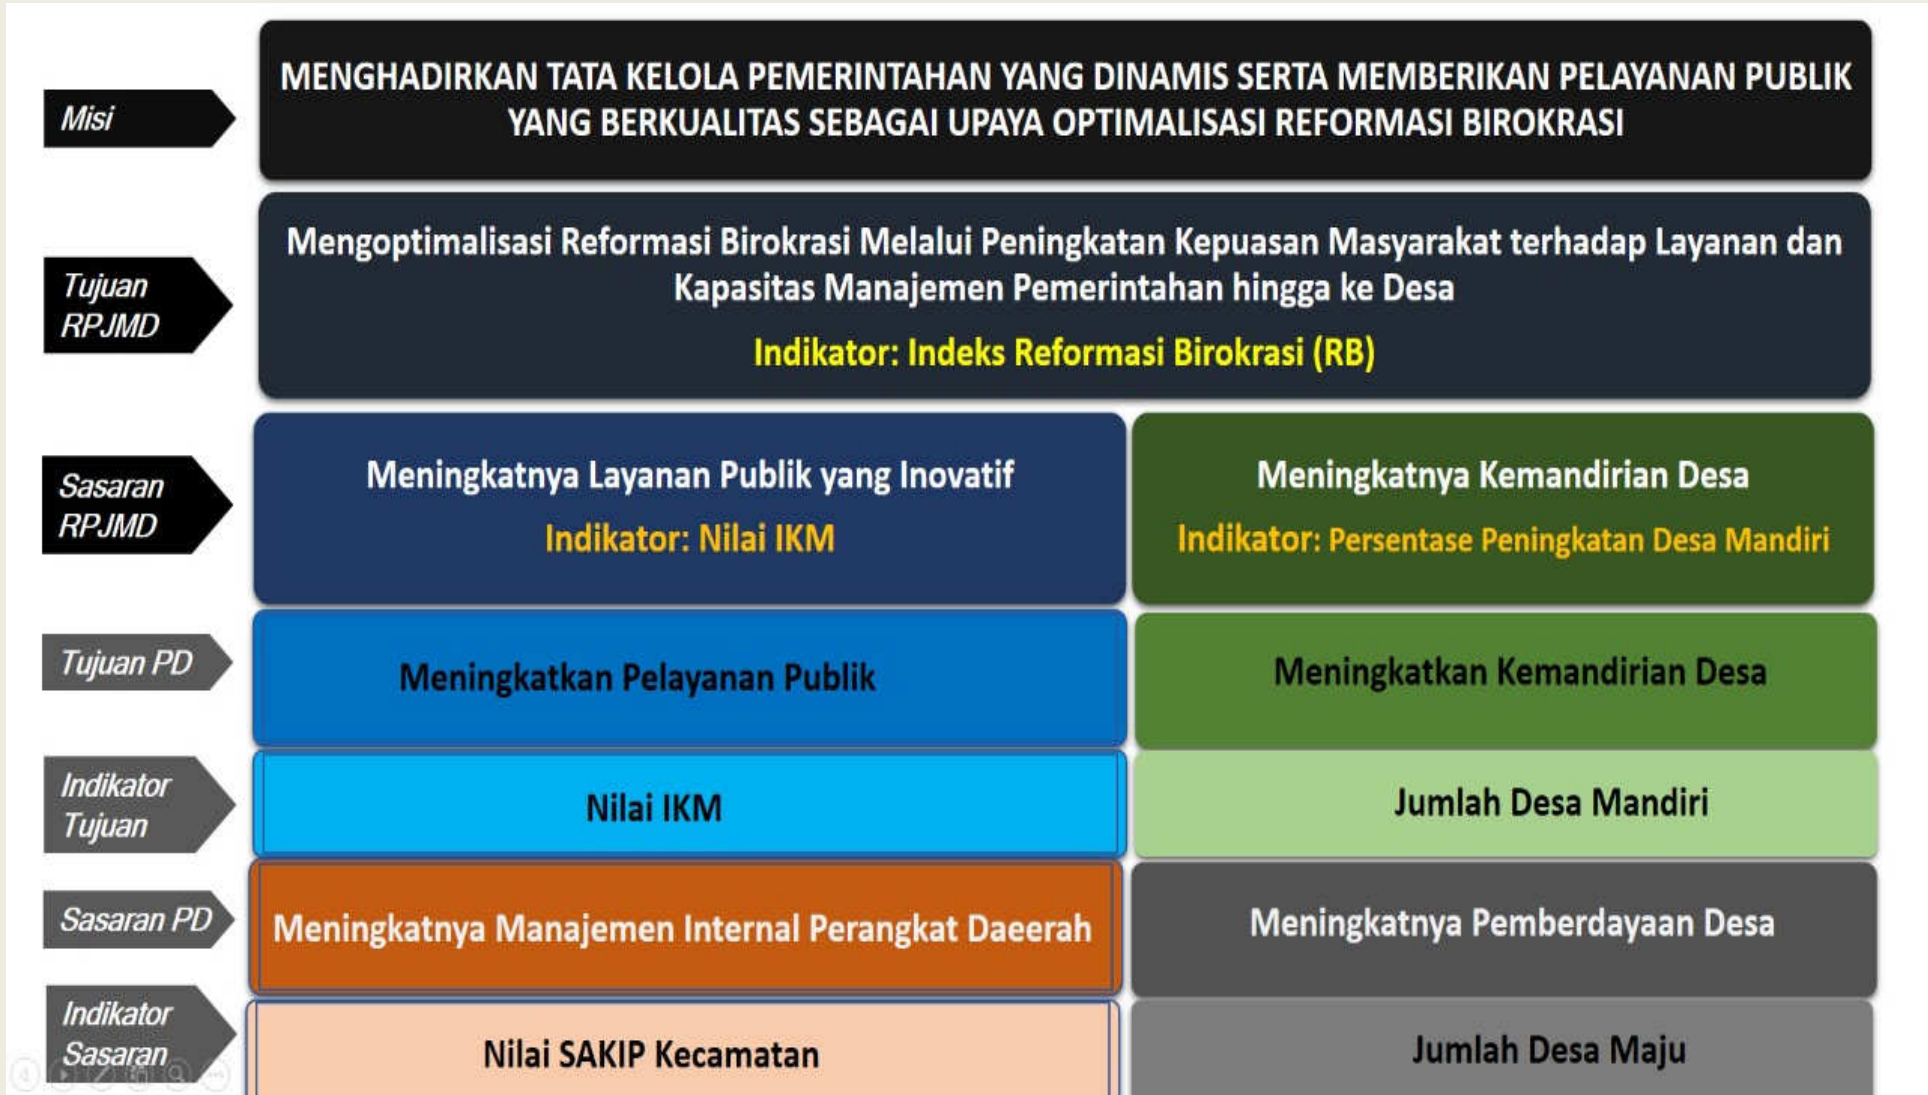 Misi
MENGHADIRKAN TATA KELOLA PEMERINTAHAN YANG DINAMIS SERTA MEMBERIKAN PELAYANAN PUBLIK
YANG BERKUALITAS SEBAGAI UPAYA OPTIMALISASI REFORMASI BIROKRASI
Tujuan
RPJMD
Mengoptimalisasi Reformasi Birokrasi Melalui Peningkatan Kepuasan Masyarakat terhadap Layanan dan
Kapasitas Manajemen Pemerintahan hingga ke Desa
Indikator: Indeks Reformasi Birokrasi (RB)
Sasaran
RPJMD
Meningkatnya Layanan Publik yang Inovatif
Indikator: Nilai IKM
Meningkatnya Kemandirian Desa
Indikator: Persentase Peningkatan Desa Mandiri
Tujuan PD
Meningkatkan Pelayanan Publik
Meningkatkan Kemandirian Desa
Indikator
Tujuan
Nilai IKM
Jumlah Desa Mandiri
Sasaran PD
Meningkatnya Manajemen Internal Perangkat Daeerah
Meningkatnya Pemberdayaan Desa
Indikator
Sasaran
Nilai SAKIP Kecamatan
Jumlah Desa Maju